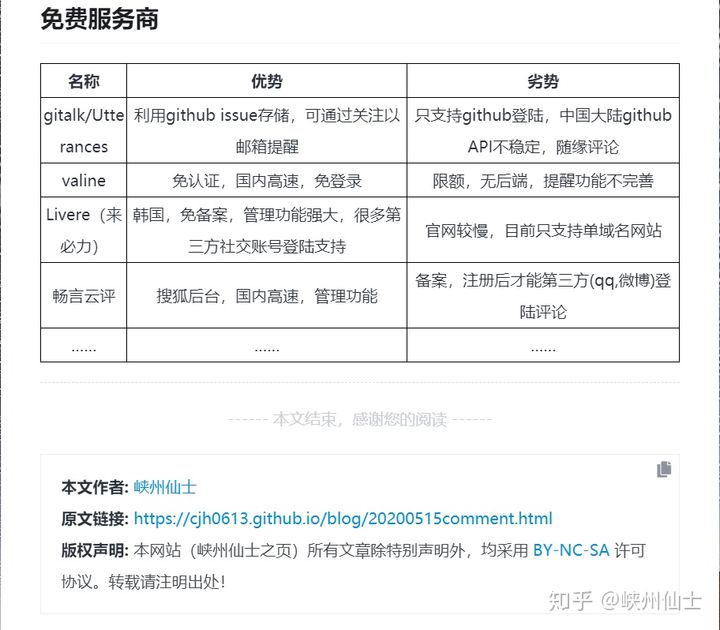 免费服务商
名称 优势 劣势
gitalk/Utte 利用github issue存储，可通过关注以 只支持github登陆，中国大陆github
rances 邮箱提醒 API不稳定，随缘评论
valine 免认证，国内高速，免登录 限额，无后端，提醒功能不完善
Livere（来 韩国，免备案，管理功能强大，很多第 官网较慢，目前只支持单域名网站
必力） 三方社交账号登陆支持
畅言云评 搜狐后台，国内高速，管理功能 备案，注册后才能第三方(qq,微博)登
陆评论
...... ...... ......
------ 本文结束，感谢您的阅读 ------
本文作者: 峡州仙士
原文链接: https://cjh0613.github.io/blog/20200515comment.html
版权声明: 本网站（峡州仙士之页）所有文章除特别声明外，均采用 BY-NC-SA 许可
协议。转载请注明出处！
知乎 @峡州仙士